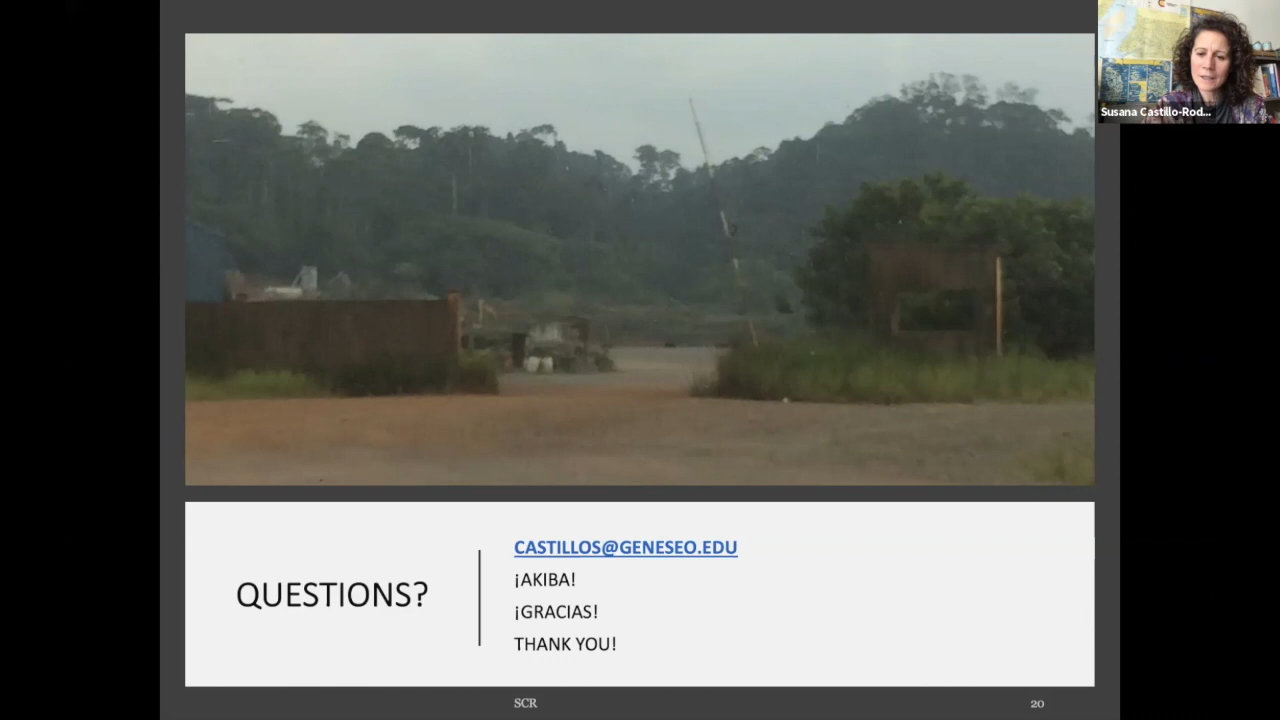 Susana Castillo-Rod...
QUESTIONS?
CASTILLOS@GENESEO.EDU
¡AKIBA!
¡GRACIAS!
THANK YOU!
SCR
20